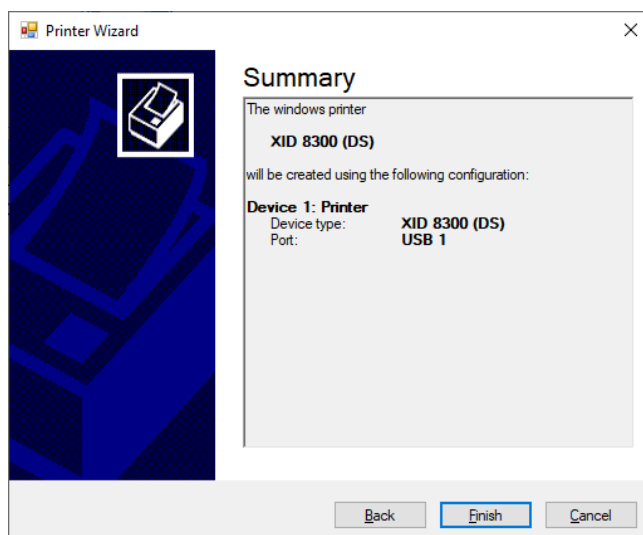 Printer Wizard
Summary
The windows printer
XID 8300 (DS)
will be created using the following configuration:
Device 1: Printer
Device type: XID 8300 (DS)
Port: USB 1
Back Finish Cancel